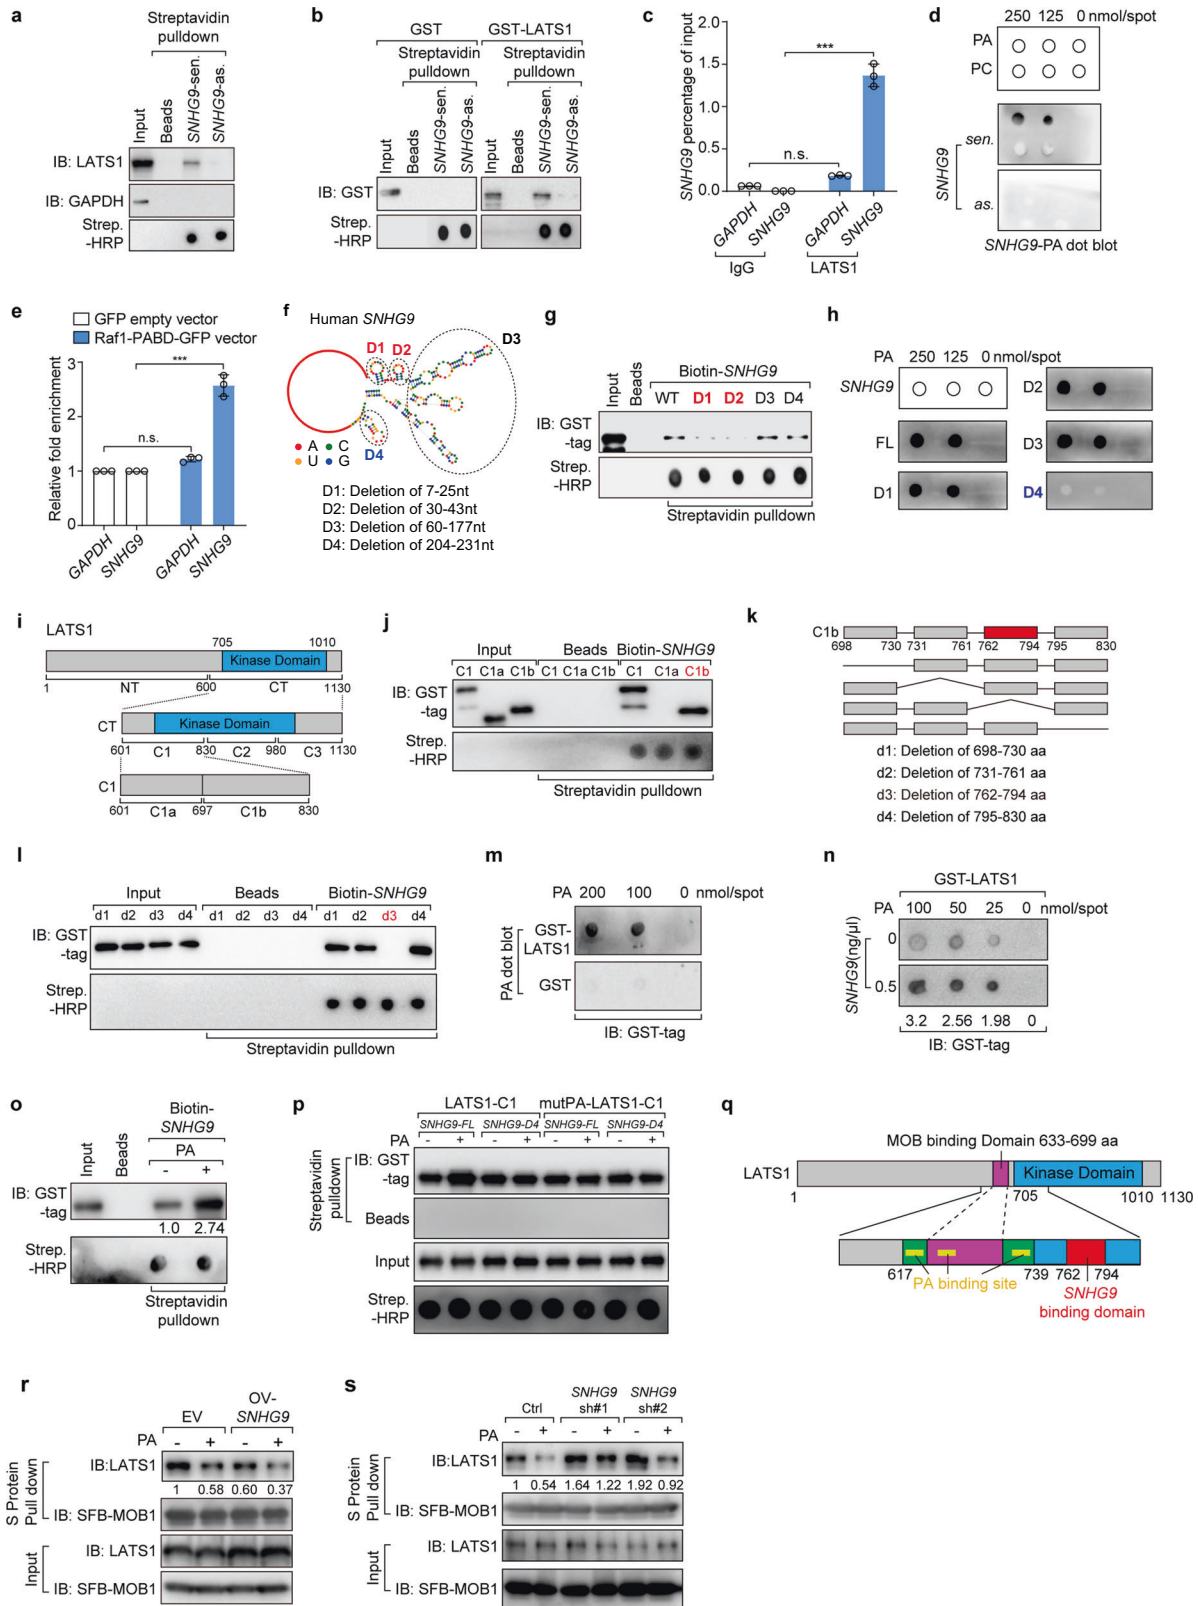 a
Streptavidin
pulldown
Input
Beads
SNHG9-sen.
SNHG9-as.
IB: LATS1
IB: GAPDH
Strep.
-HRP
b
GST
GST-LATS1
Streptavidin
pulldown
Streptavidin
pulldown
Input
Beads
SNHG9-sen.
SNHG9-as.
Input
Beads
SNHG9-sen.
SNHG9-as.
IB: GST
Strep.
-HRP
c
SNHG9 percentage of input
2.0
1.5
1.0
0.5
0.0
***
n.s.
GAPDH
SNHG9
GAPDH
SNHG9
IgG
LATS1
d
250 125 0 nmol/spot
PA
PC
SNHG9
sen.
as.
SNHG9-PA dot blot
e
GFP empty vector
Raf1-PABD-GFP vector
Relative fold enrichment
3
2
1
0
***
n.s.
GAPDH
SNHG9
GAPDH
SNHG9
f
Human SNHG9
D1 D2 D3
D4
A C
U G
D1: Deletion of 7-25nt
D2: Deletion of 30-43nt
D3: Deletion of 60-177nt
D4: Deletion of 204-231nt
g
Input
Beads
Biotin-SNHG9
WT D1 D2 D3 D4
IB: GST
-tag
Strep.
-HRP
Streptavidin pulldown
h
PA 250 125 0 nmol/spot
SNHG9
FL
D1
D2
D3
D4
i
LATS1
705 1010
Kinase Domain
NT 600 CT
1 1130
CT
Kinase Domain
601 830 980 1130
C1 C2 C3
C1
601 697 830
C1a C1b
j
Input Beads Biotin-SNHG9
C1 C1a C1b C1 C1a C1b C1 C1a C1b
IB: GST
-tag
Strep.
-HRP
Streptavidin pulldown
k
C1b
698 730 731 761 762 794 795 830
d1: Deletion of 698-730 aa
d2: Deletion of 731-761 aa
d3: Deletion of 762-794 aa
d4: Deletion of 795-830 aa
l
Input Beads Biotin-SNHG9
d1 d2 d3 d4 d1 d2 d3 d4 d1 d2 d3 d4
IB: GST
-tag
Strep.
-HRP
Streptavidin pulldown
m
PA 200 100 0 nmol/spot
PA dot blot
GST-
LATS1
GST
IB: GST-tag
n
GST-LATS1
PA 100 50 25 0 nmol/spot
SNHG9(ng/μl)
0
0.5
3.2 2.56 1.98 0
IB: GST-tag
o
Biotin-
SNHG9
Input
Beads
PA
- +
IB: GST
-tag
1.0 2.74
Strep.
-HRP
Streptavidin
pulldown
p
LATS1-C1 mutPA-LATS1-C1
SNHG9-FL SNHG9-D4 SNHG9-FL SNHG9-D4
PA - + - + - + - +
Streptavidin
pulldown
IB: GST
-tag
Beads
Input
Strep.
-HRP
q
MOB binding Domain 633-699 aa
LATS1
Kinase Domain
1 705 1010 1130
617 739 762 794
PA binding site
SNHG9
binding domain
r
EV
OV-
SNHG9
PA - + - +
S Protein
Pull down
IB:LATS1
1 0.58 0.60 0.37
IB: SFB-MOB1
Input
IB: LATS1
IB: SFB-MOB1
s
Ctrl
SNHG9
sh#1
SNHG9
sh#2
PA - + - + - +
S Protein
Pull down
IB:LATS1
1 0.54 1.64 1.22 1.92 0.92
IB: SFB-MOB1
Input
IB: LATS1
IB: SFB-MOB1